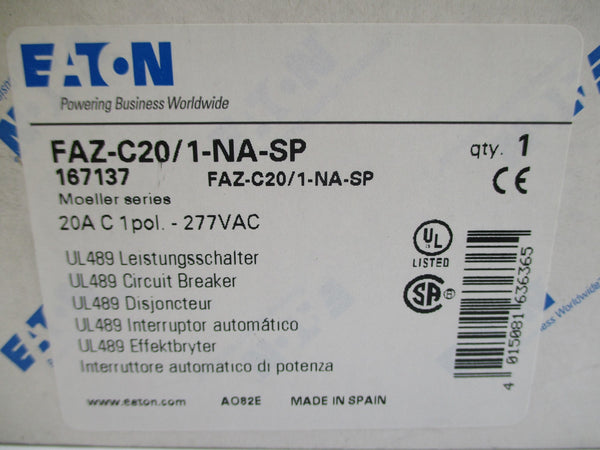 EATON
Powering Business Worldwide
FAZ-C20/1-NA-SP
qty. 1
167137 FAZ-C20/1-NA-SP
CE
Moeller series
20A C 1pol. - 277VAC
UL
LISTED
SA ®
UL489 Leistungsschalter
UL489 Circuit Breaker
UL489 Disjoncteur
UL489 Interruptor automático
UL489 Effektbryter
Interruttore automatico di potenza
4 015081 636365
www.eaton.com AO82E MADE IN SPAIN